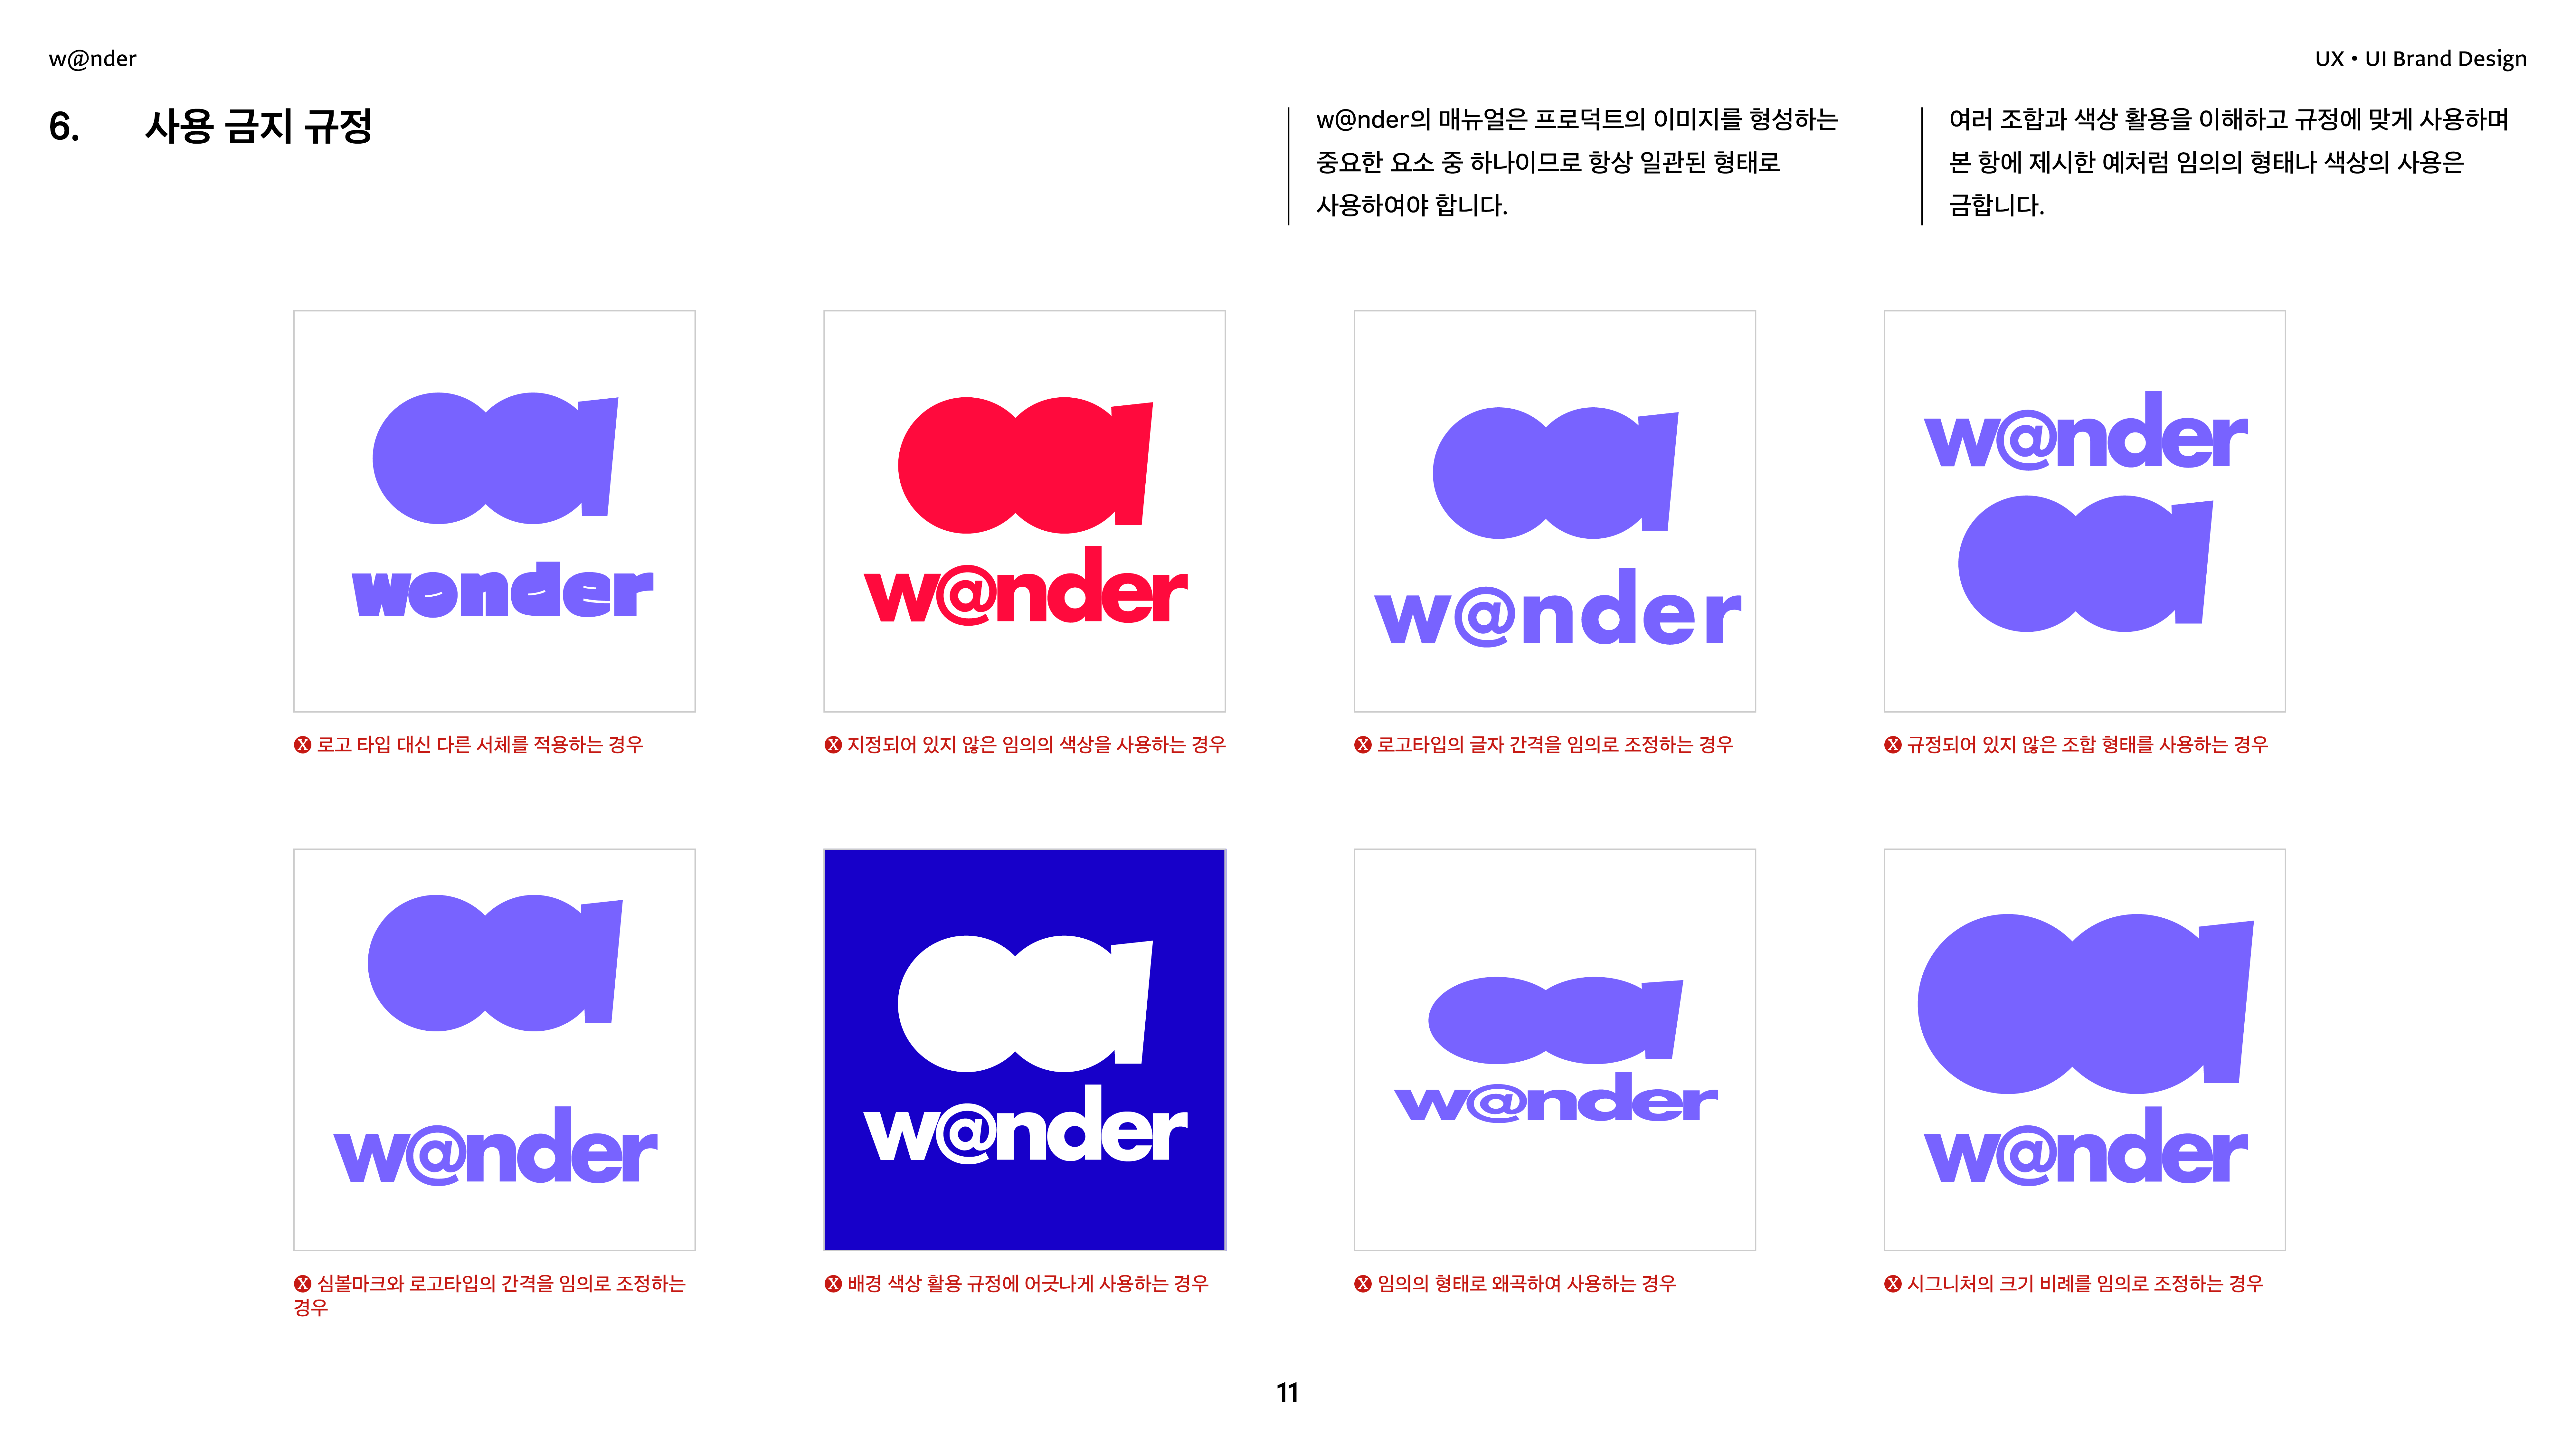 w@nder
UX • UI Brand Design
6. 사용 금지 규정
w@nder의 매뉴얼은 프로덕트의 이미지를 형성하는
중요한 요소 중 하나이므로 항상 일관된 형태로
사용하여야 합니다.
여러 조합과 색상 활용을 이해하고 규정에 맞게 사용하며
본 항에 제시한 예처럼 임의의 형태나 색상의 사용은
금합니다.
wonder
w@nder
w@nder
w@nder
X 로고 타입 대신 다른 서체를 적용하는 경우
X 지정되어 있지 않은 임의의 색상을 사용하는 경우
X 로고타입의 글자 간격을 임의로 조정하는 경우
X 규정되어 있지 않은 조합 형태를 사용하는 경우
w@nder
w@nder
w@nder
w@nder
X 심볼마크와 로고타입의 간격을 임의로 조정하는
경우
X 배경 색상 활용 규정에 어긋나게 사용하는 경우
X 임의의 형태로 왜곡하여 사용하는 경우
X 시그니처의 크기 비례를 임의로 조정하는 경우
11